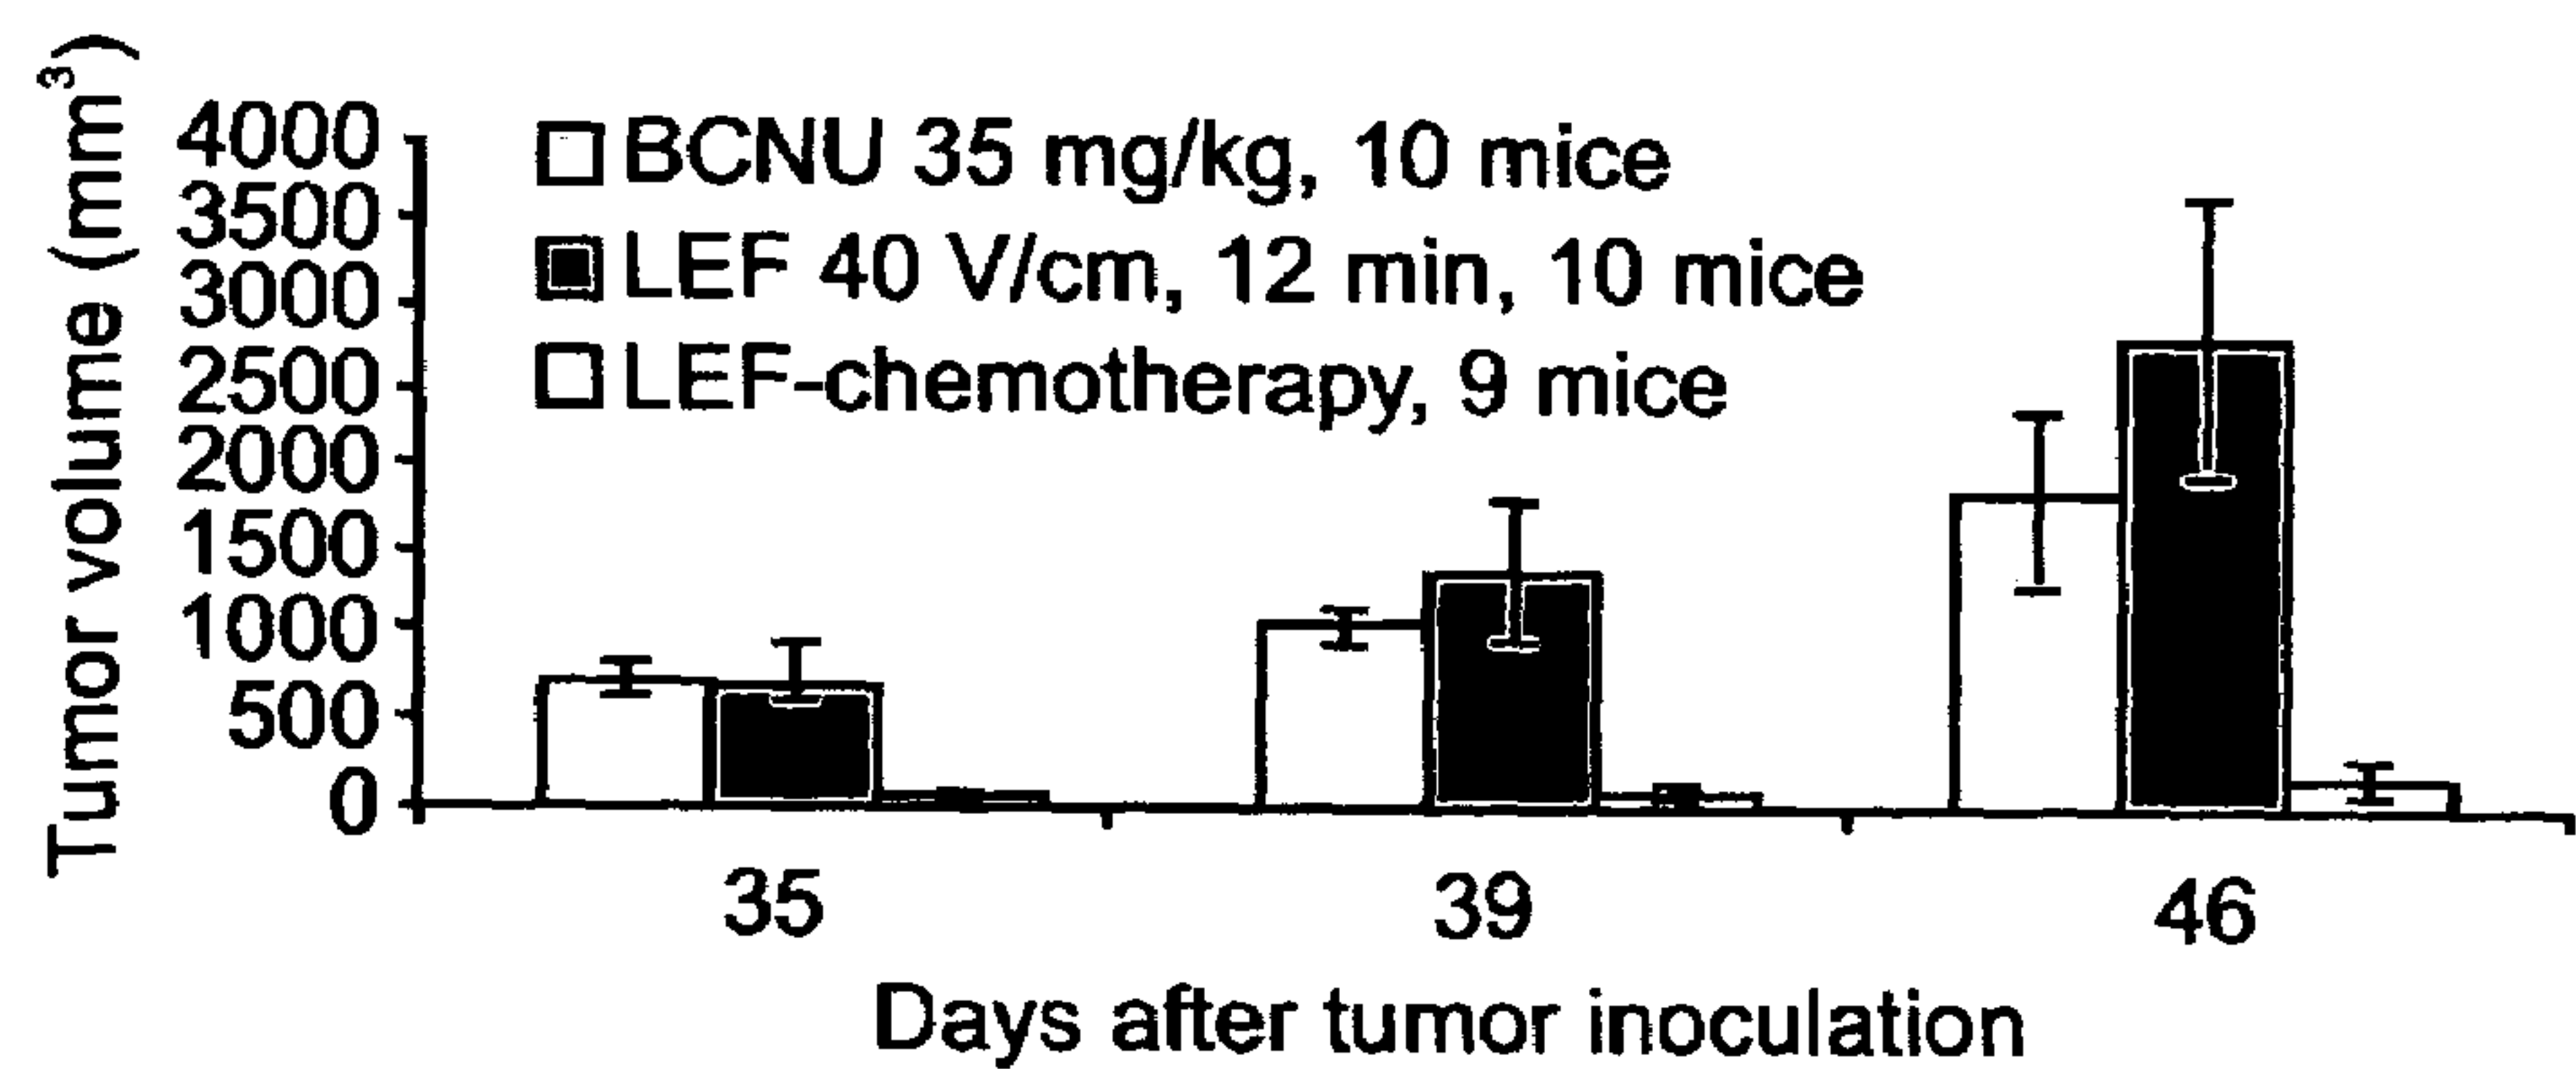 Tumor volume (mm³)
4000
3500
3000
2500
2000
1500
1000
500
0
BCNU 35 mg/kg, 10 mice
LEF 40 V/cm, 12 min, 10 mice
LEF-chemotherapy, 9 mice
35 39 46
Days after tumor inoculation